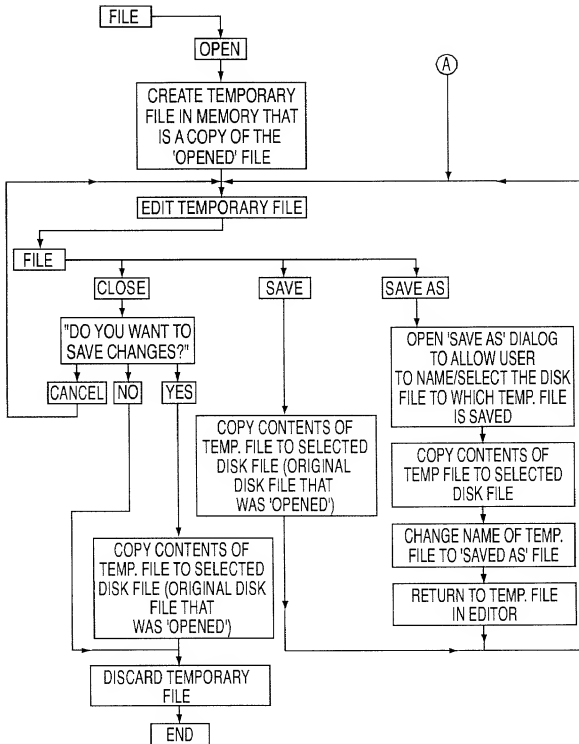 FILE
OPEN
A
CREATE TEMPORARY
FILE IN MEMORY THAT
IS A COPY OF THE
'OPENED' FILE
EDIT TEMPORARY FILE
FILE
CLOSE
SAVE
SAVE AS
"DO YOU WANT TO
SAVE CHANGES?"
CANCEL
NO
YES
COPY CONTENTS OF
TEMP. FILE TO SELECTED
DISK FILE (ORIGINAL DISK
FILE THAT
WAS 'OPENED')
COPY CONTENTS OF
TEMP. FILE TO SELECTED
DISK FILE (ORIGINAL
DISK FILE THAT
WAS 'OPENED')
OPEN 'SAVE AS' DIALOG
TO ALLOW USER
TO NAME/SELECT THE DISK
FILE TO WHICH TEMP. FILE
IS SAVED
COPY CONTENTS OF
TEMP FILE TO SELECTED
DISK FILE
CHANGE NAME OF TEMP.
FILE TO 'SAVED AS' FILE
RETURN TO TEMP. FILE
IN EDITOR
DISCARD TEMPORARY
FILE
END